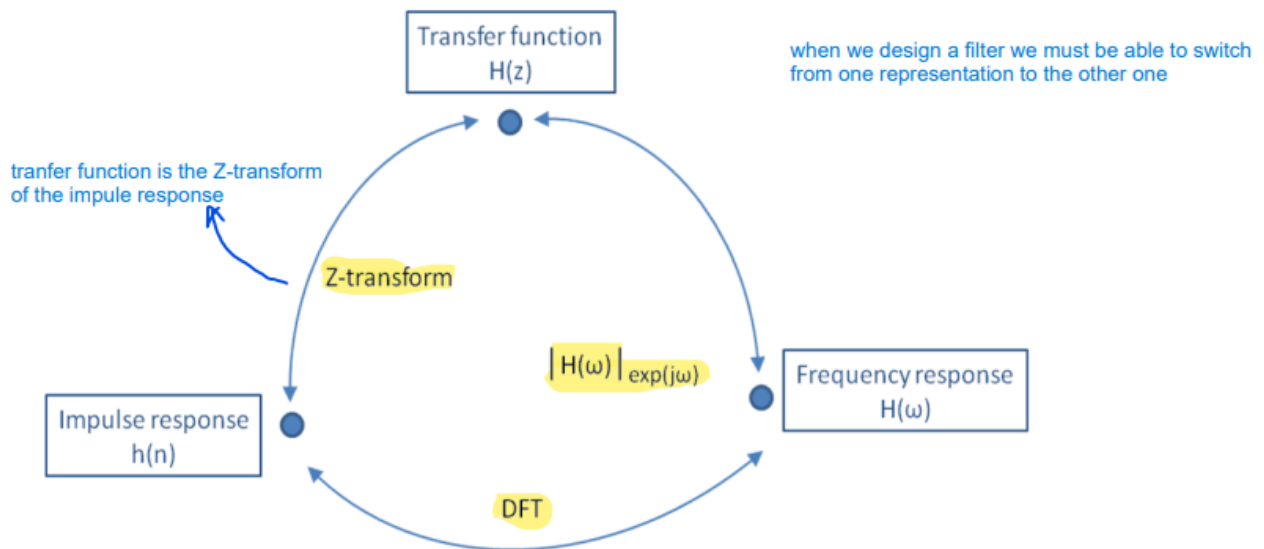 Transfer function
H(z)
when we design a filter we must be able to switch
from one representation to the other one
tranfer function is the Z-transform
of the impule response
Z-transform
|H(ω)|exp(jω)
Frequency response
H(ω)
Impulse response
h(n)
DFT